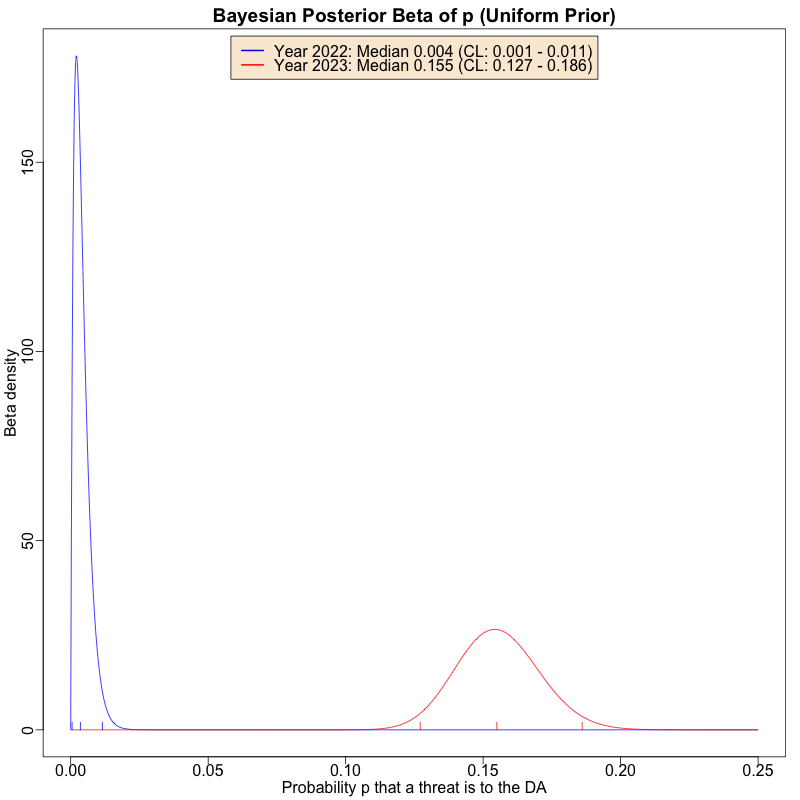 Bayesian Posterior Beta of p (Uniform Prior)
Year 2022: Median 0.004 (CL: 0.001 - 0.011)
Year 2023: Median 0.155 (CL: 0.127 - 0.186)
Beta density
150
100
50
0
0.00 0.05 0.10 0.15 0.20 0.25
Probability p that a threat is to the DA